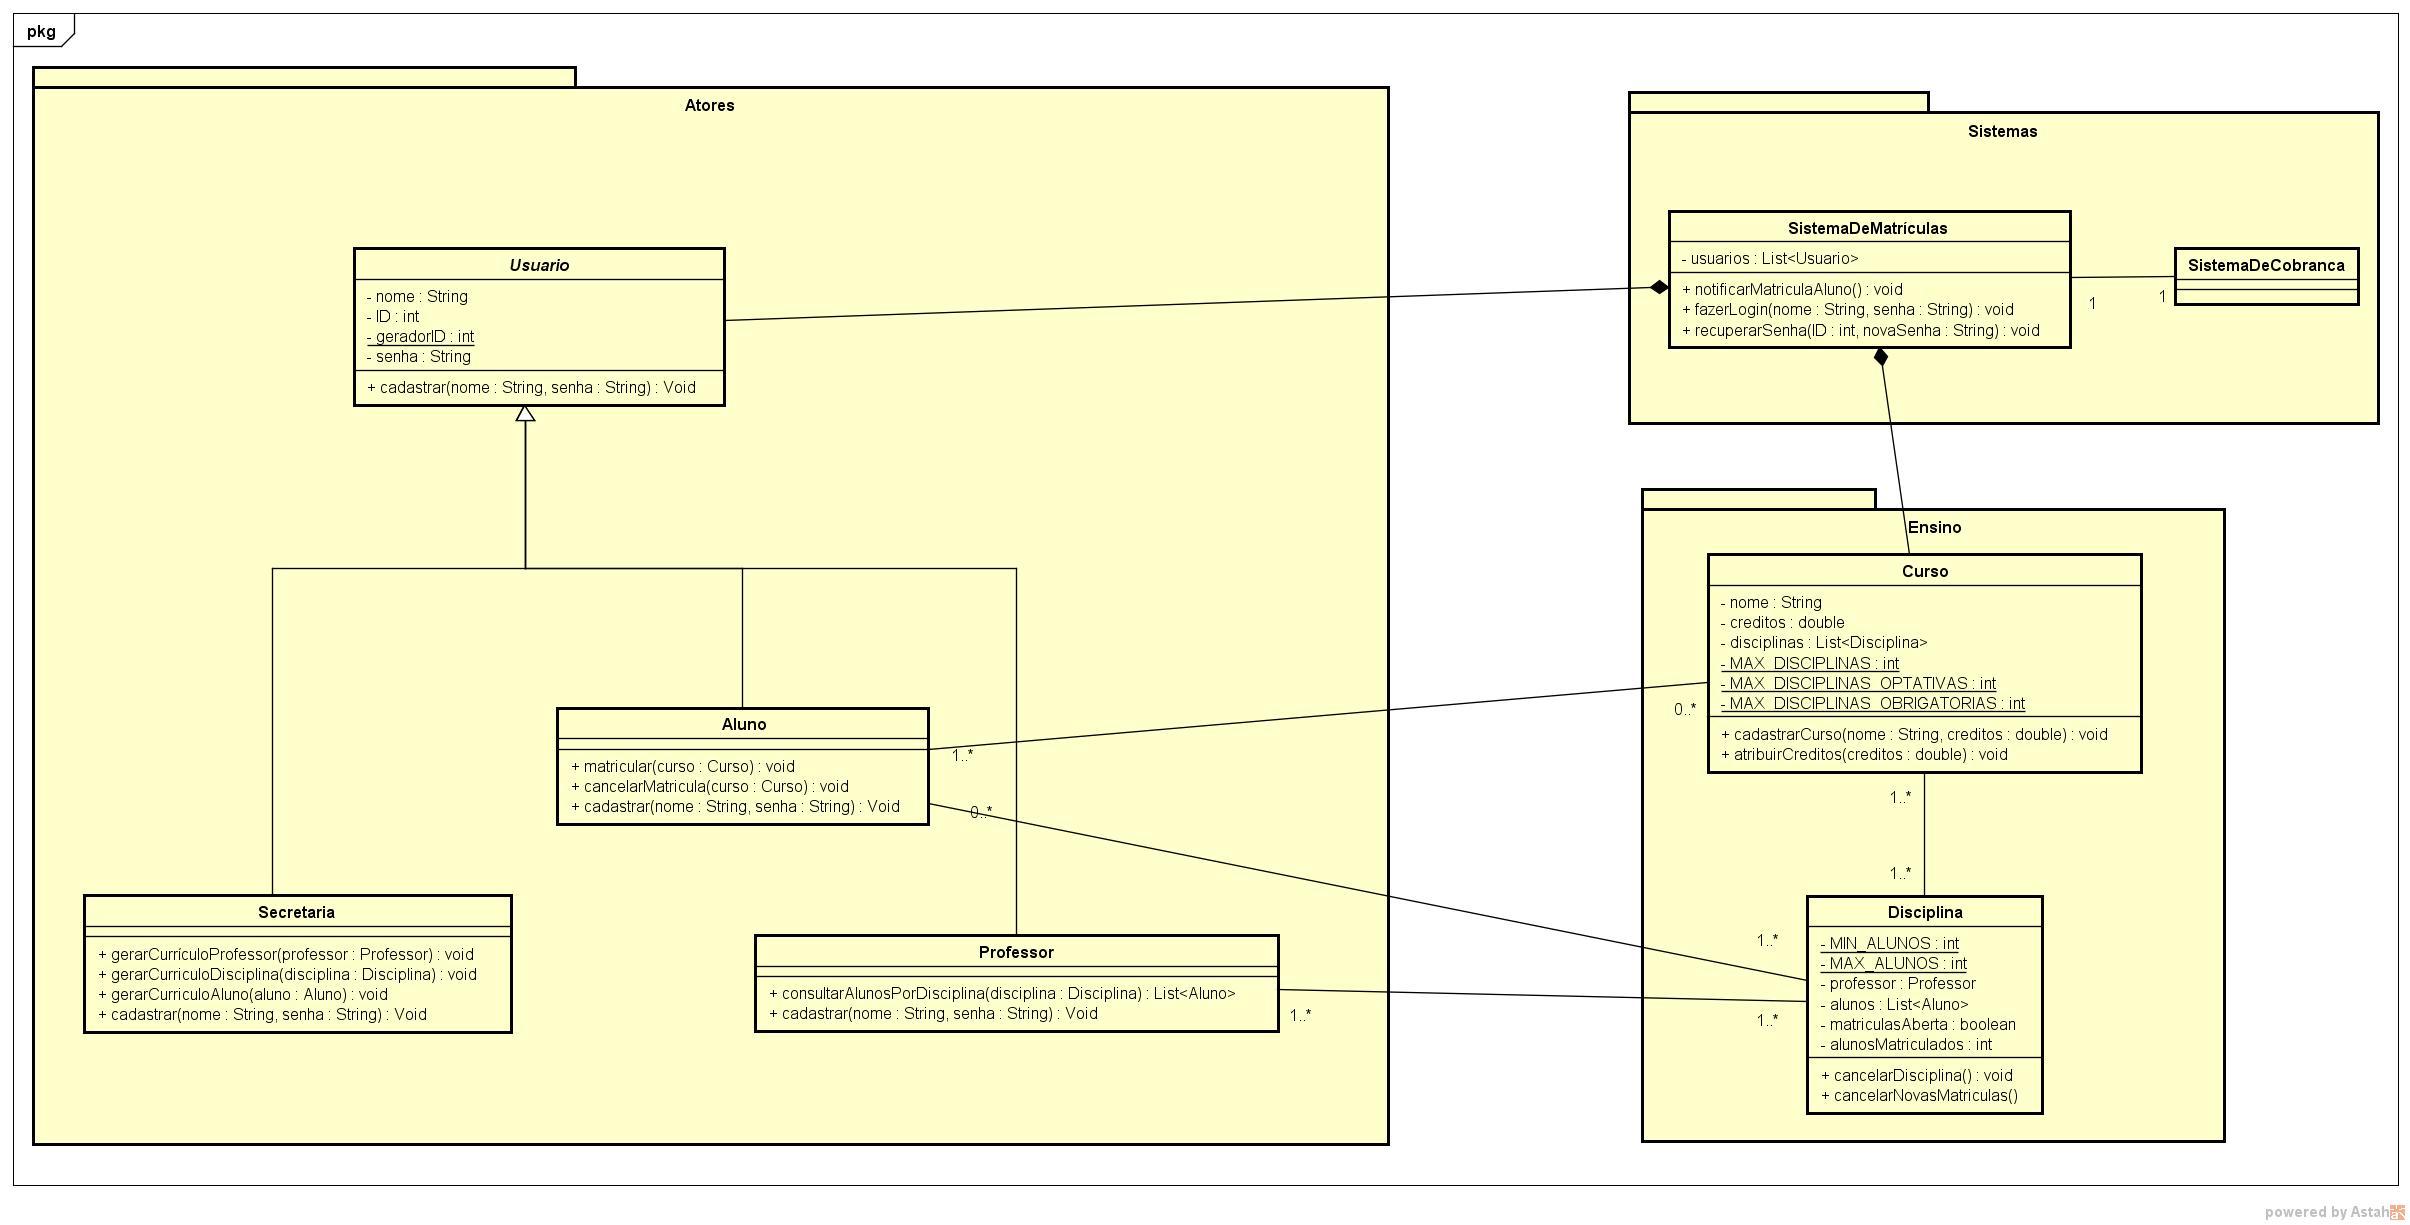 pkg
Atores
Usuario
- nome : String
- ID : int
- geradorID : int
- senha : String
+ cadastrar(nome : String, senha : String) : Void
Aluno
+ matricular(curso : Curso) : void
+ cancelarMatricula(curso : Curso) : void
+ cadastrar(nome : String, senha : String) : Void
1..*
0..*
Secretaria
+ gerarCurrículoProfessor(professor : Professor) : void
+ gerarCurriculoDisciplina(disciplina : Disciplina) : void
+ gerarCurriculoAluno(aluno : Aluno) : void
+ cadastrar(nome : String, senha : String) : Void
Professor
+ consultarAlunosPorDisciplina(disciplina : Disciplina) : List<Aluno>
+ cadastrar(nome : String, senha : String) : Void
1..*
Sistemas
SistemaDeMatrículas
- usuarios : List<Usuario>
+ notificarMatriculaAluno() : void
+ fazerLogin(nome : String, senha : String) : void
+ recuperarSenha(ID : int, novaSenha : String) : void
1
1
SistemaDeCobranca
Ensino
Curso
- nome : String
- creditos : double
- disciplinas : List<Disciplina>
- MAX_DISCIPLINAS : int
- MAX_DISCIPLINAS_OPTATIVAS : int
- MAX_DISCIPLINAS_OBRIGATORIAS : int
+ cadastrarCurso(nome : String, creditos : double) : void
+ atribuirCreditos(creditos : double) : void
0..*
1..*
1..*
Disciplina
- MIN_ALUNOS : int
- MAX_ALUNOS : int
- professor : Professor
- alunos : List<Aluno>
- matriculasAberta : boolean
- alunosMatriculados : int
+ cancelarDisciplina() : void
+ cancelarNovasMatriculas()
1..*
1..*
powered by Astah